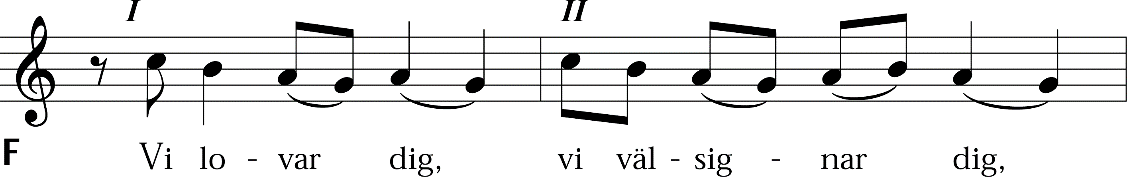 I II
F Vi lo - var dig, vi väl - sig - nar dig,